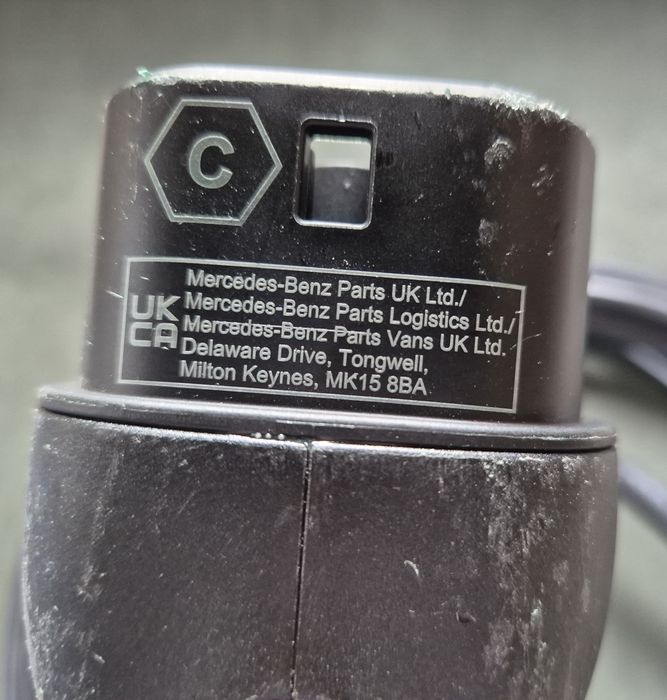 C
UK
CA
Mercedes-Benz Parts UK Ltd./
Mercedes-Benz Parts Logistics Ltd./
Mercedes-Benz Parts Vans UK Ltd.
Delaware Drive, Tongwell,
Milton Keynes, MK15 8BA